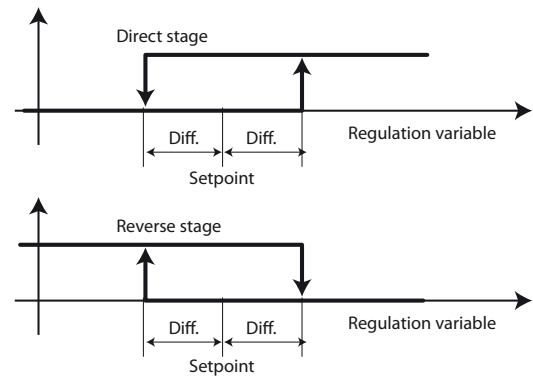 Direct stage
Diff. Diff. Regulation variable
Setpoint
Reverse stage
Diff. Diff. Regulation variable
Setpoint